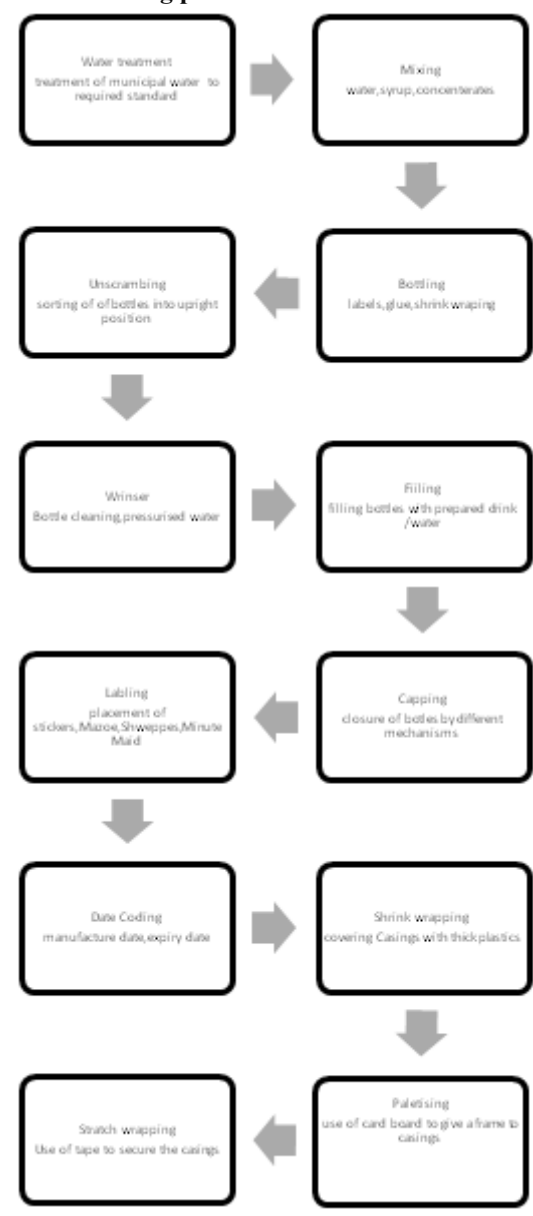 Water treatment
treatment of municipal water to
required standard
Mixing
water,syrup,concenterates
Bottling
labels,glue,shrink wraping
Unscrambing
sorting of of bottles into upright
position
Wrinser
Bottle cleaning,pressurised water
Fiilling
filling bottles with prepared drink
/water
Capping
closure of botles by different
mechanisms
Labling
placement of
stickers,Mazoe,Shweppes,Minute
Maid
Date Coding
manufacture date,expiry date
Shrink wrapping
covering Casings with thick plastics
Paletising
use of card board to give a frame to
casings
Stratch wrapping
Use of tape to secure the casings